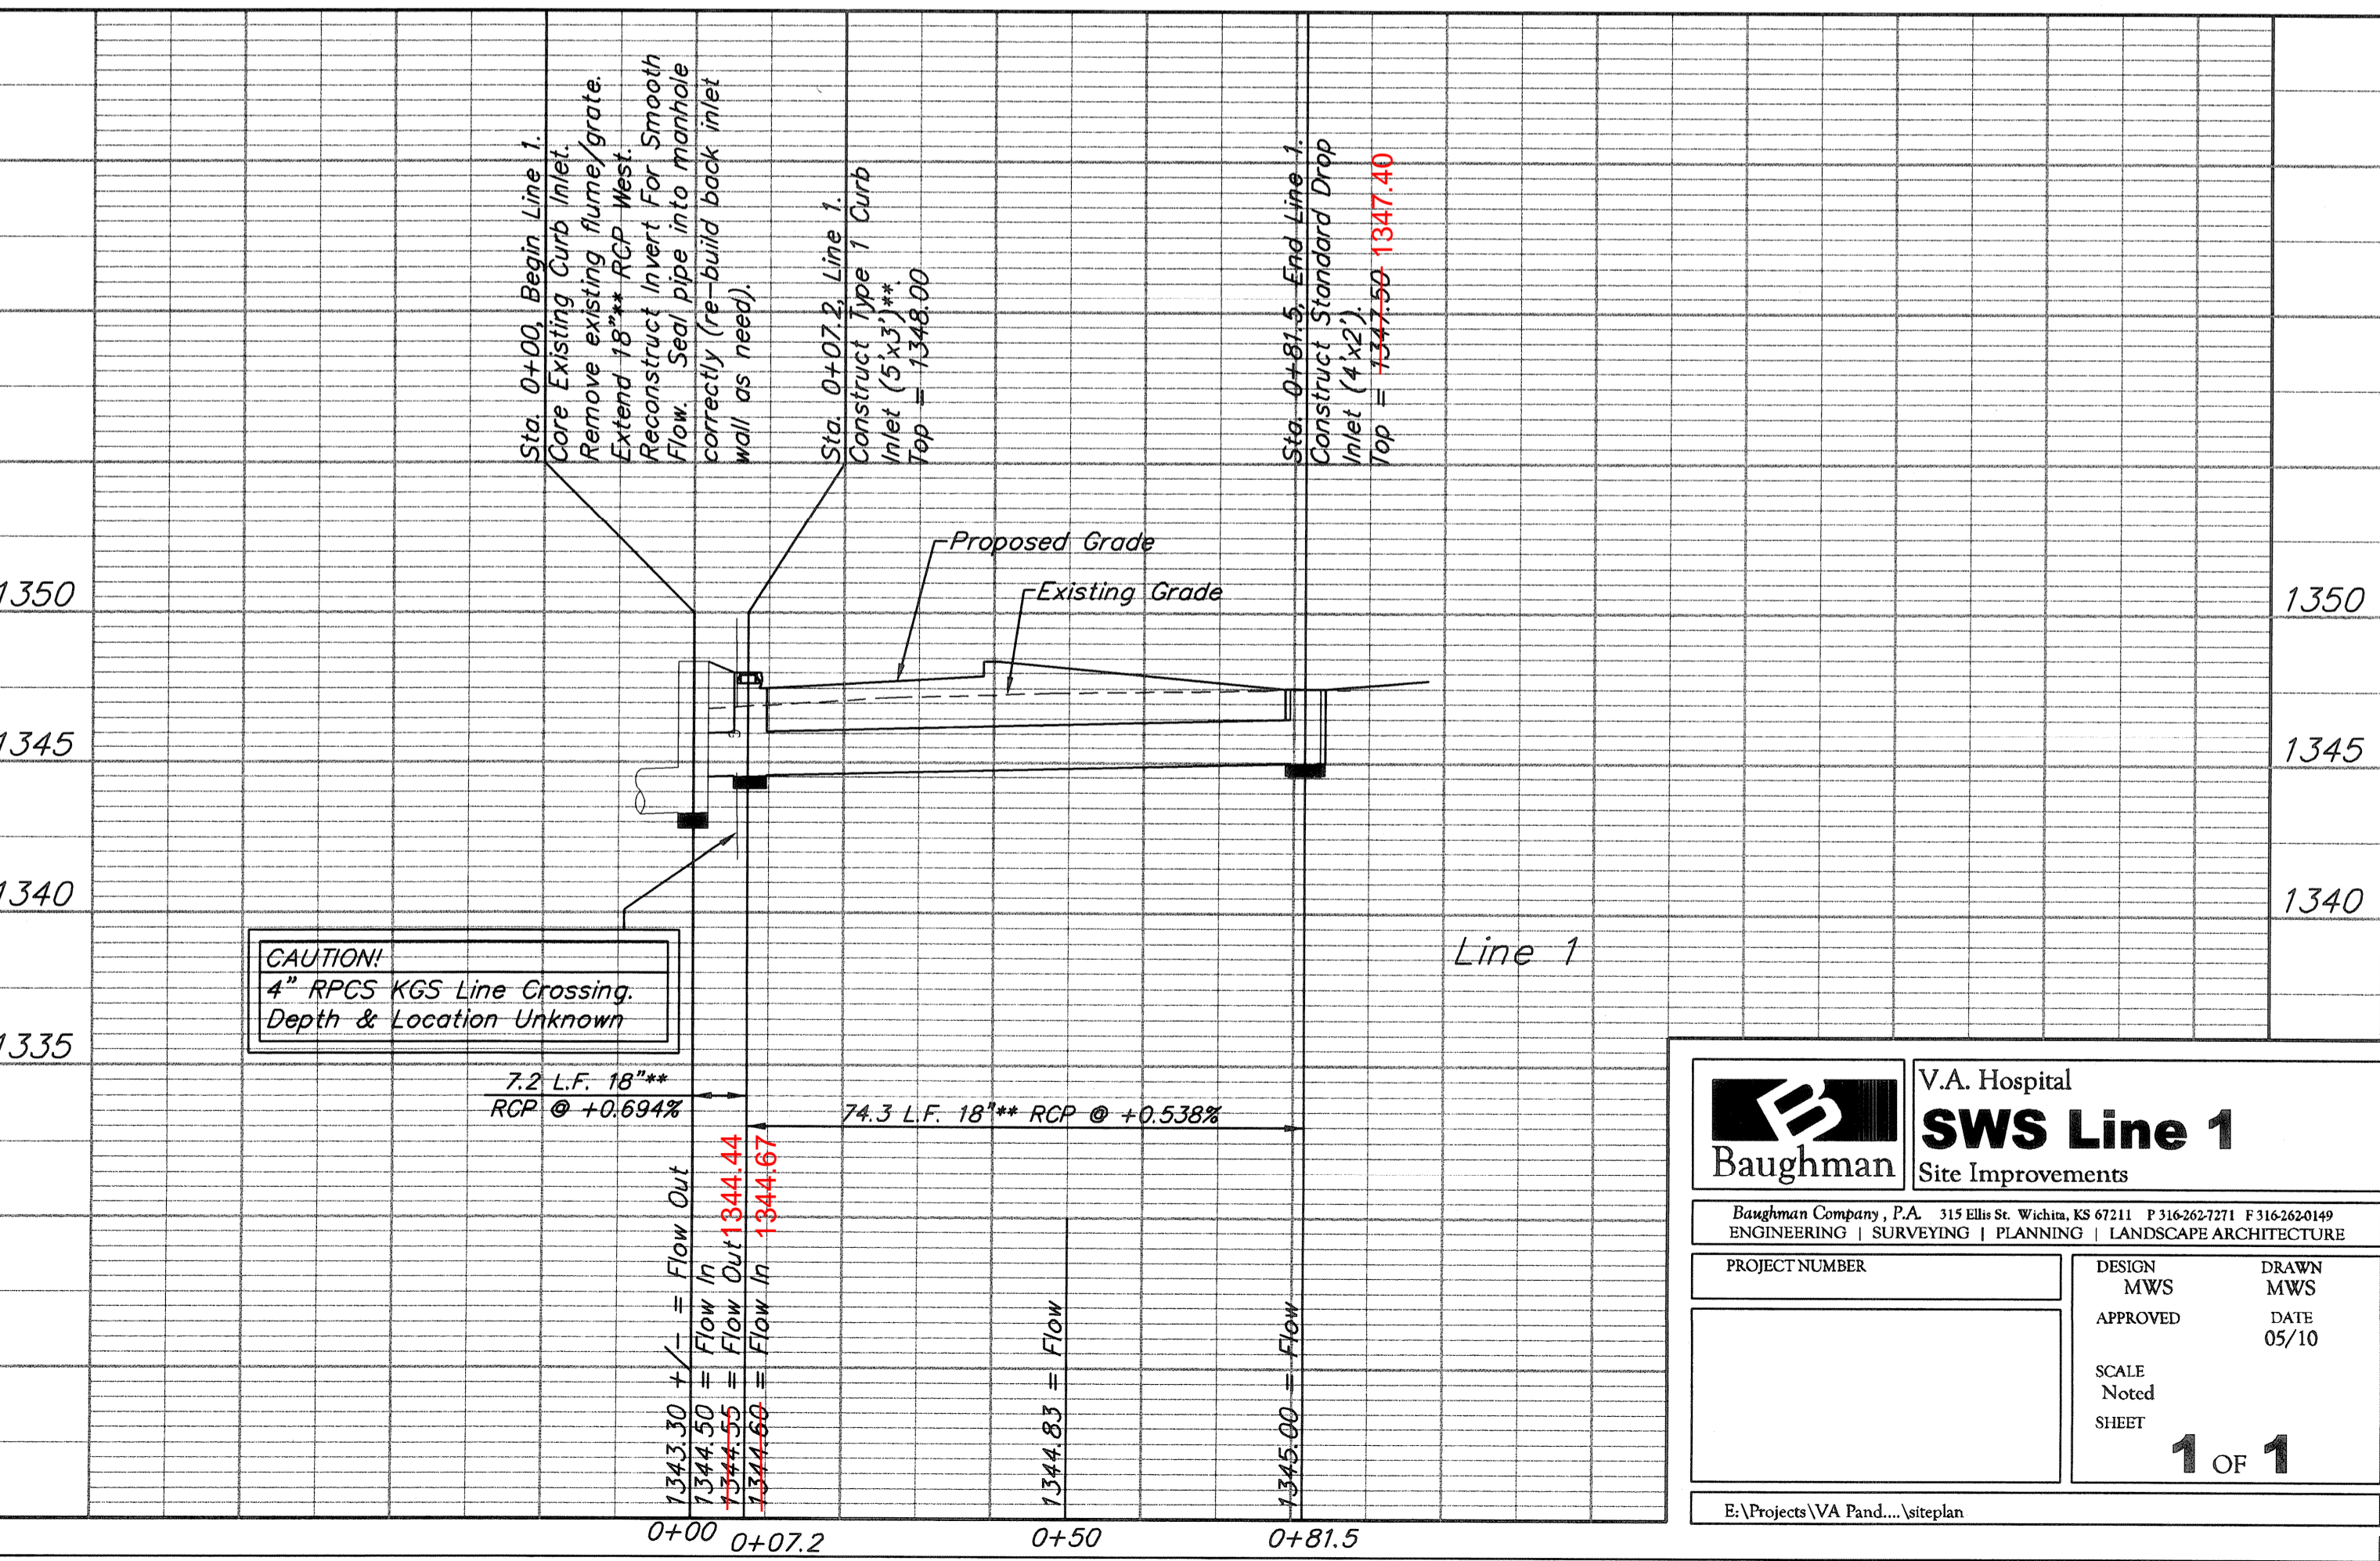 Sta. 0+00, Begin Line 1.
Core Existing Curb Inlet.
Remove existing flume/grate.
Extend 18"** RCP West.
Reconstruct Invert For Smooth
Flow. Seal pipe into manhole
correctly (re-build back inlet
wall as need).
Sta. 0+07.2, Line 1.
Construct Type 1 Curb
Inlet (5'x3')**.
Top = 1348.00
Sta. 0+81.5, End Line 1.
Construct Standard Drop
Inlet (4'x2').
Top = 1347.50 1347.40
Proposed Grade
Existing Grade
1350
1350
1345
1345
1340
1340
1335
Line 1
CAUTION!
4" RPCS KGS Line Crossing.
Depth & Location Unknown
7.2 L.F. 18"**
RCP @ +0.694%
74.3 L.F. 18"** RCP @ +0.538%
1343.30 +/- = Flow Out
1344.50 = Flow In
1344.55 = Flow Out 1344.44
1344.60 = Flow In 1344.67
1344.83 = Flow
1345.00 = Flow
0+00
0+07.2
0+50
0+81.5
B
Baughman
V.A. Hospital
SWS Line 1
Site Improvements
Baughman Company, P.A. 315 Ellis St. Wichita, KS 67211 P 316-262-7271 F 316-262-0149
ENGINEERING | SURVEYING | PLANNING | LANDSCAPE ARCHITECTURE
PROJECT NUMBER
DESIGN
MWS
DRAWN
MWS
APPROVED
DATE
05/10
SCALE
Noted
SHEET
1 OF 1
E:\Projects\VA Pand....\siteplan